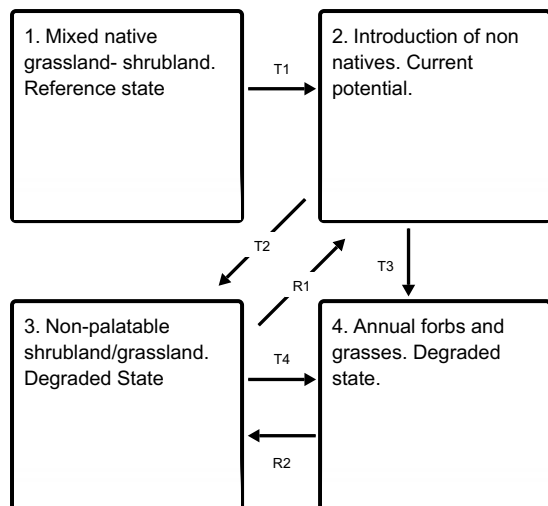 1. Mixed native
grassland- shrubland.
Reference state
T1
2. Introduction of non
natives. Current
potential.
T2
R1
T3
3. Non-palatable
shrubland/grassland.
Degraded State
T4
R2
4. Annual forbs and
grasses. Degraded
state.